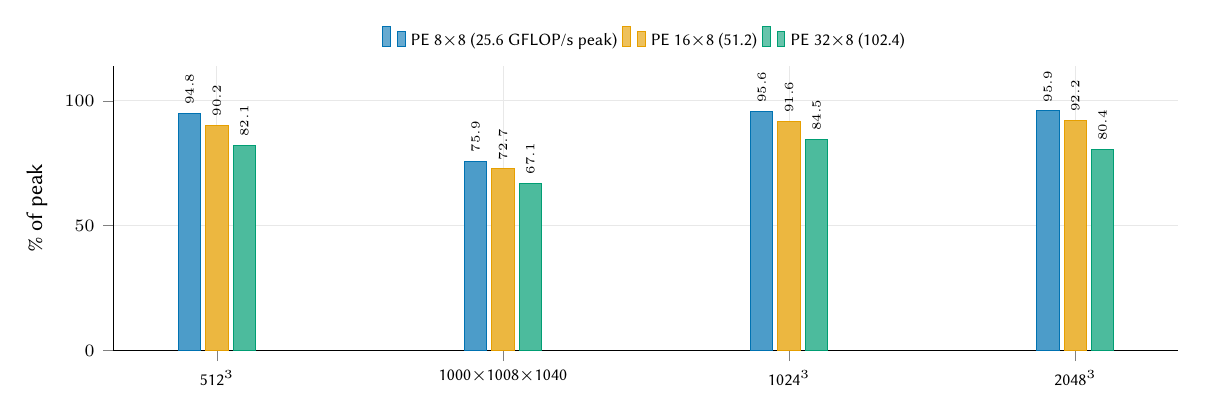 PE 8×8 (25.6 GFLOP/s peak) PE 16×8 (51.2) PE 32×8 (102.4)
% of peak
100
50
0
94.8 90.2 82.1
75.9 72.7 67.1
95.6 91.6 84.5
95.9 92.2 80.4
512³ 1000×1008×1040 1024³ 2048³